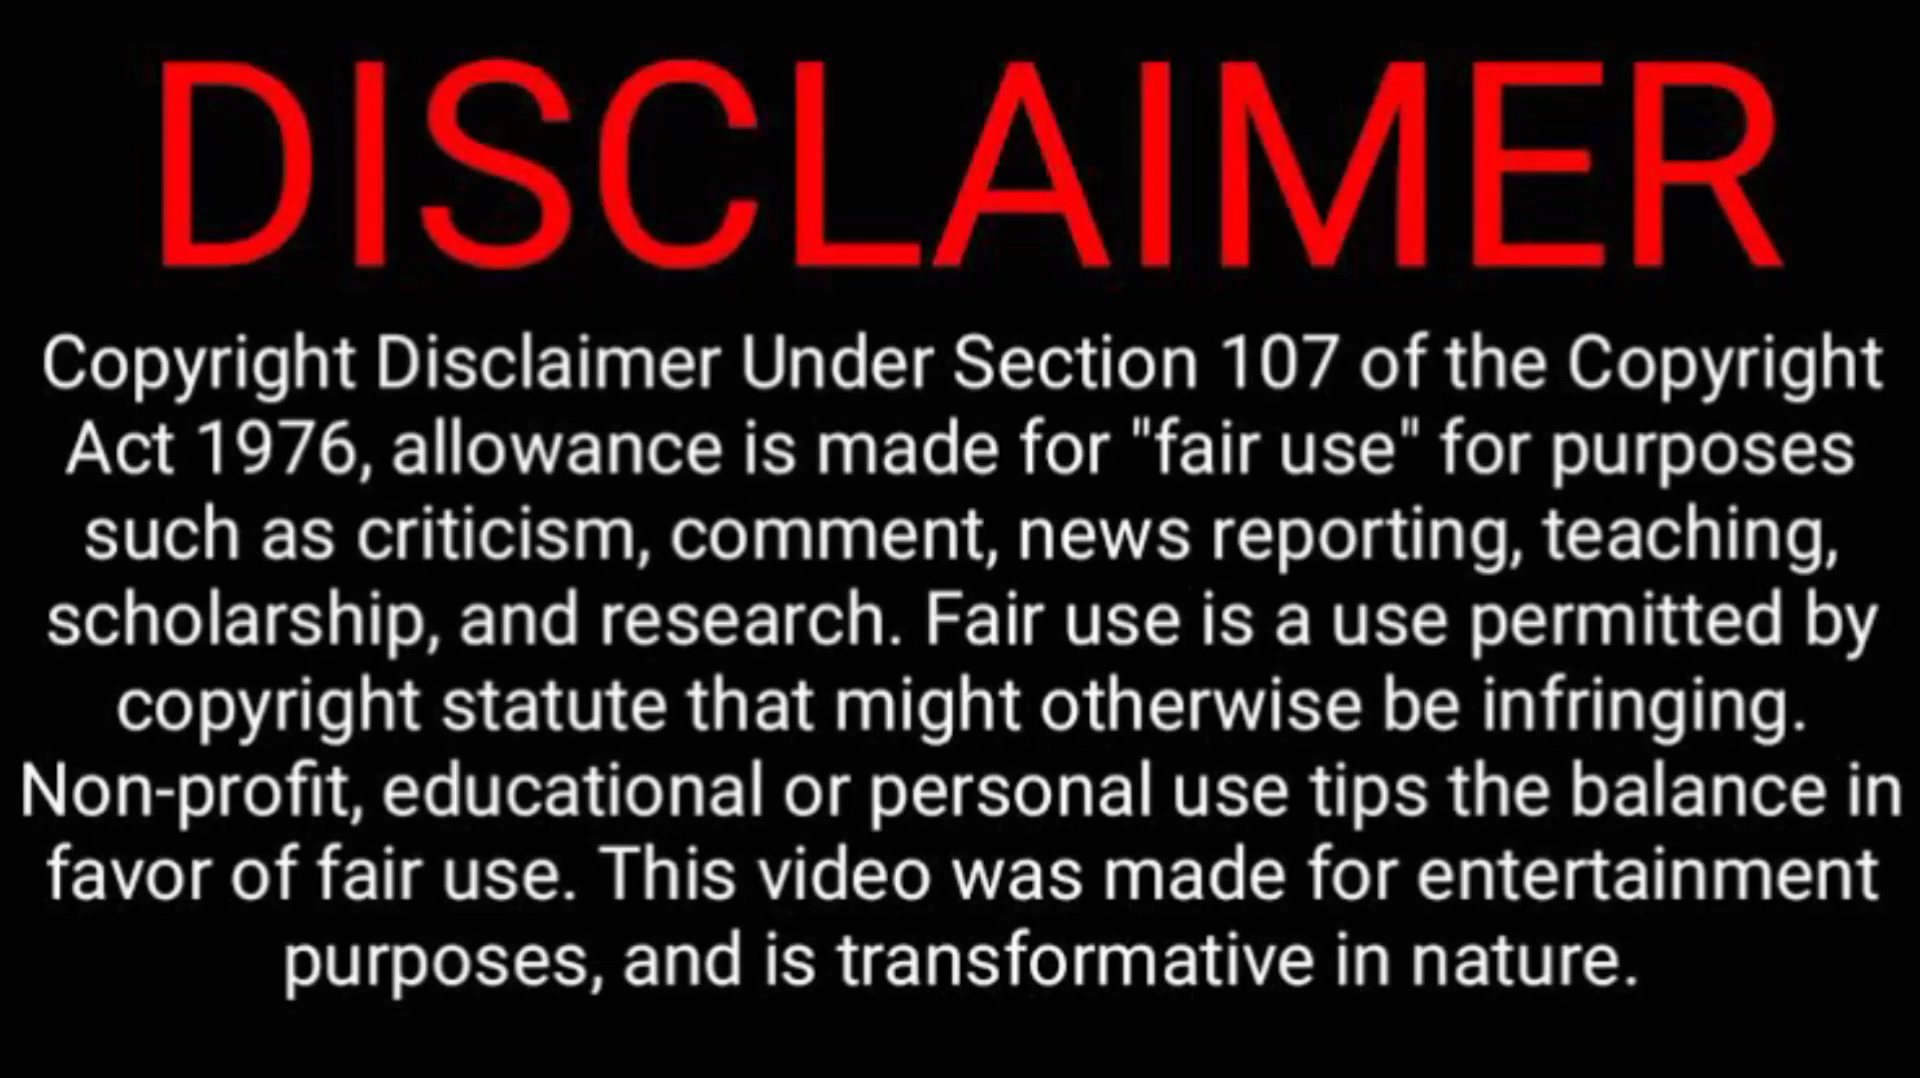 DISCLAIMER
Copyright Disclaimer Under Section 107 of the Copyright
Act 1976, allowance is made for "fair use" for purposes
such as criticism, comment, news reporting, teaching,
scholarship, and research. Fair use is a use permitted by
copyright statute that might otherwise be infringing.
Non-profit, educational or personal use tips the balance in
favor of fair use. This video was made for entertainment
purposes, and is transformative in nature.